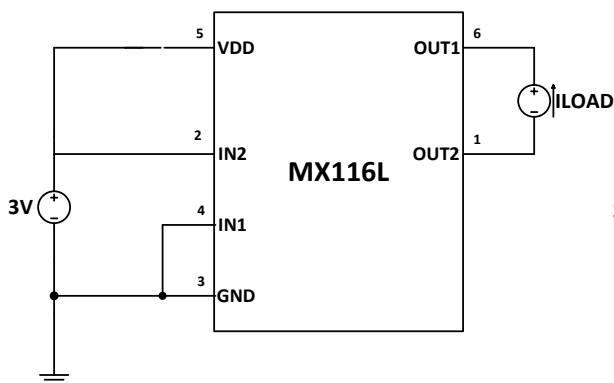 5 VDD OUT1 6
+ − ILOAD
2 IN2 OUT2 1
MX116L
3V + −
4 IN1
3 GND